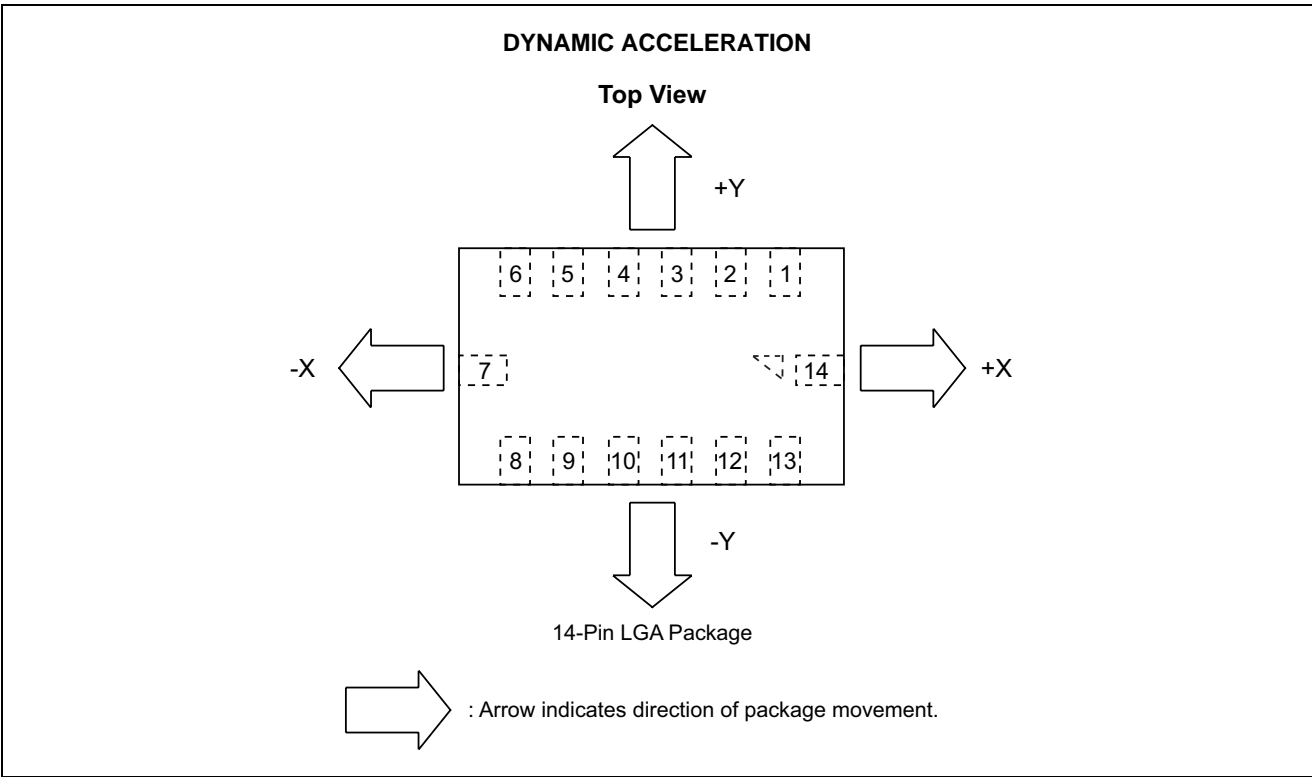 DYNAMIC ACCELERATION
Top View
+Y
6 5 4 3 2 1
-X 7 14 +X
8 9 10 11 12 13
-Y
14-Pin LGA Package
: Arrow indicates direction of package movement.